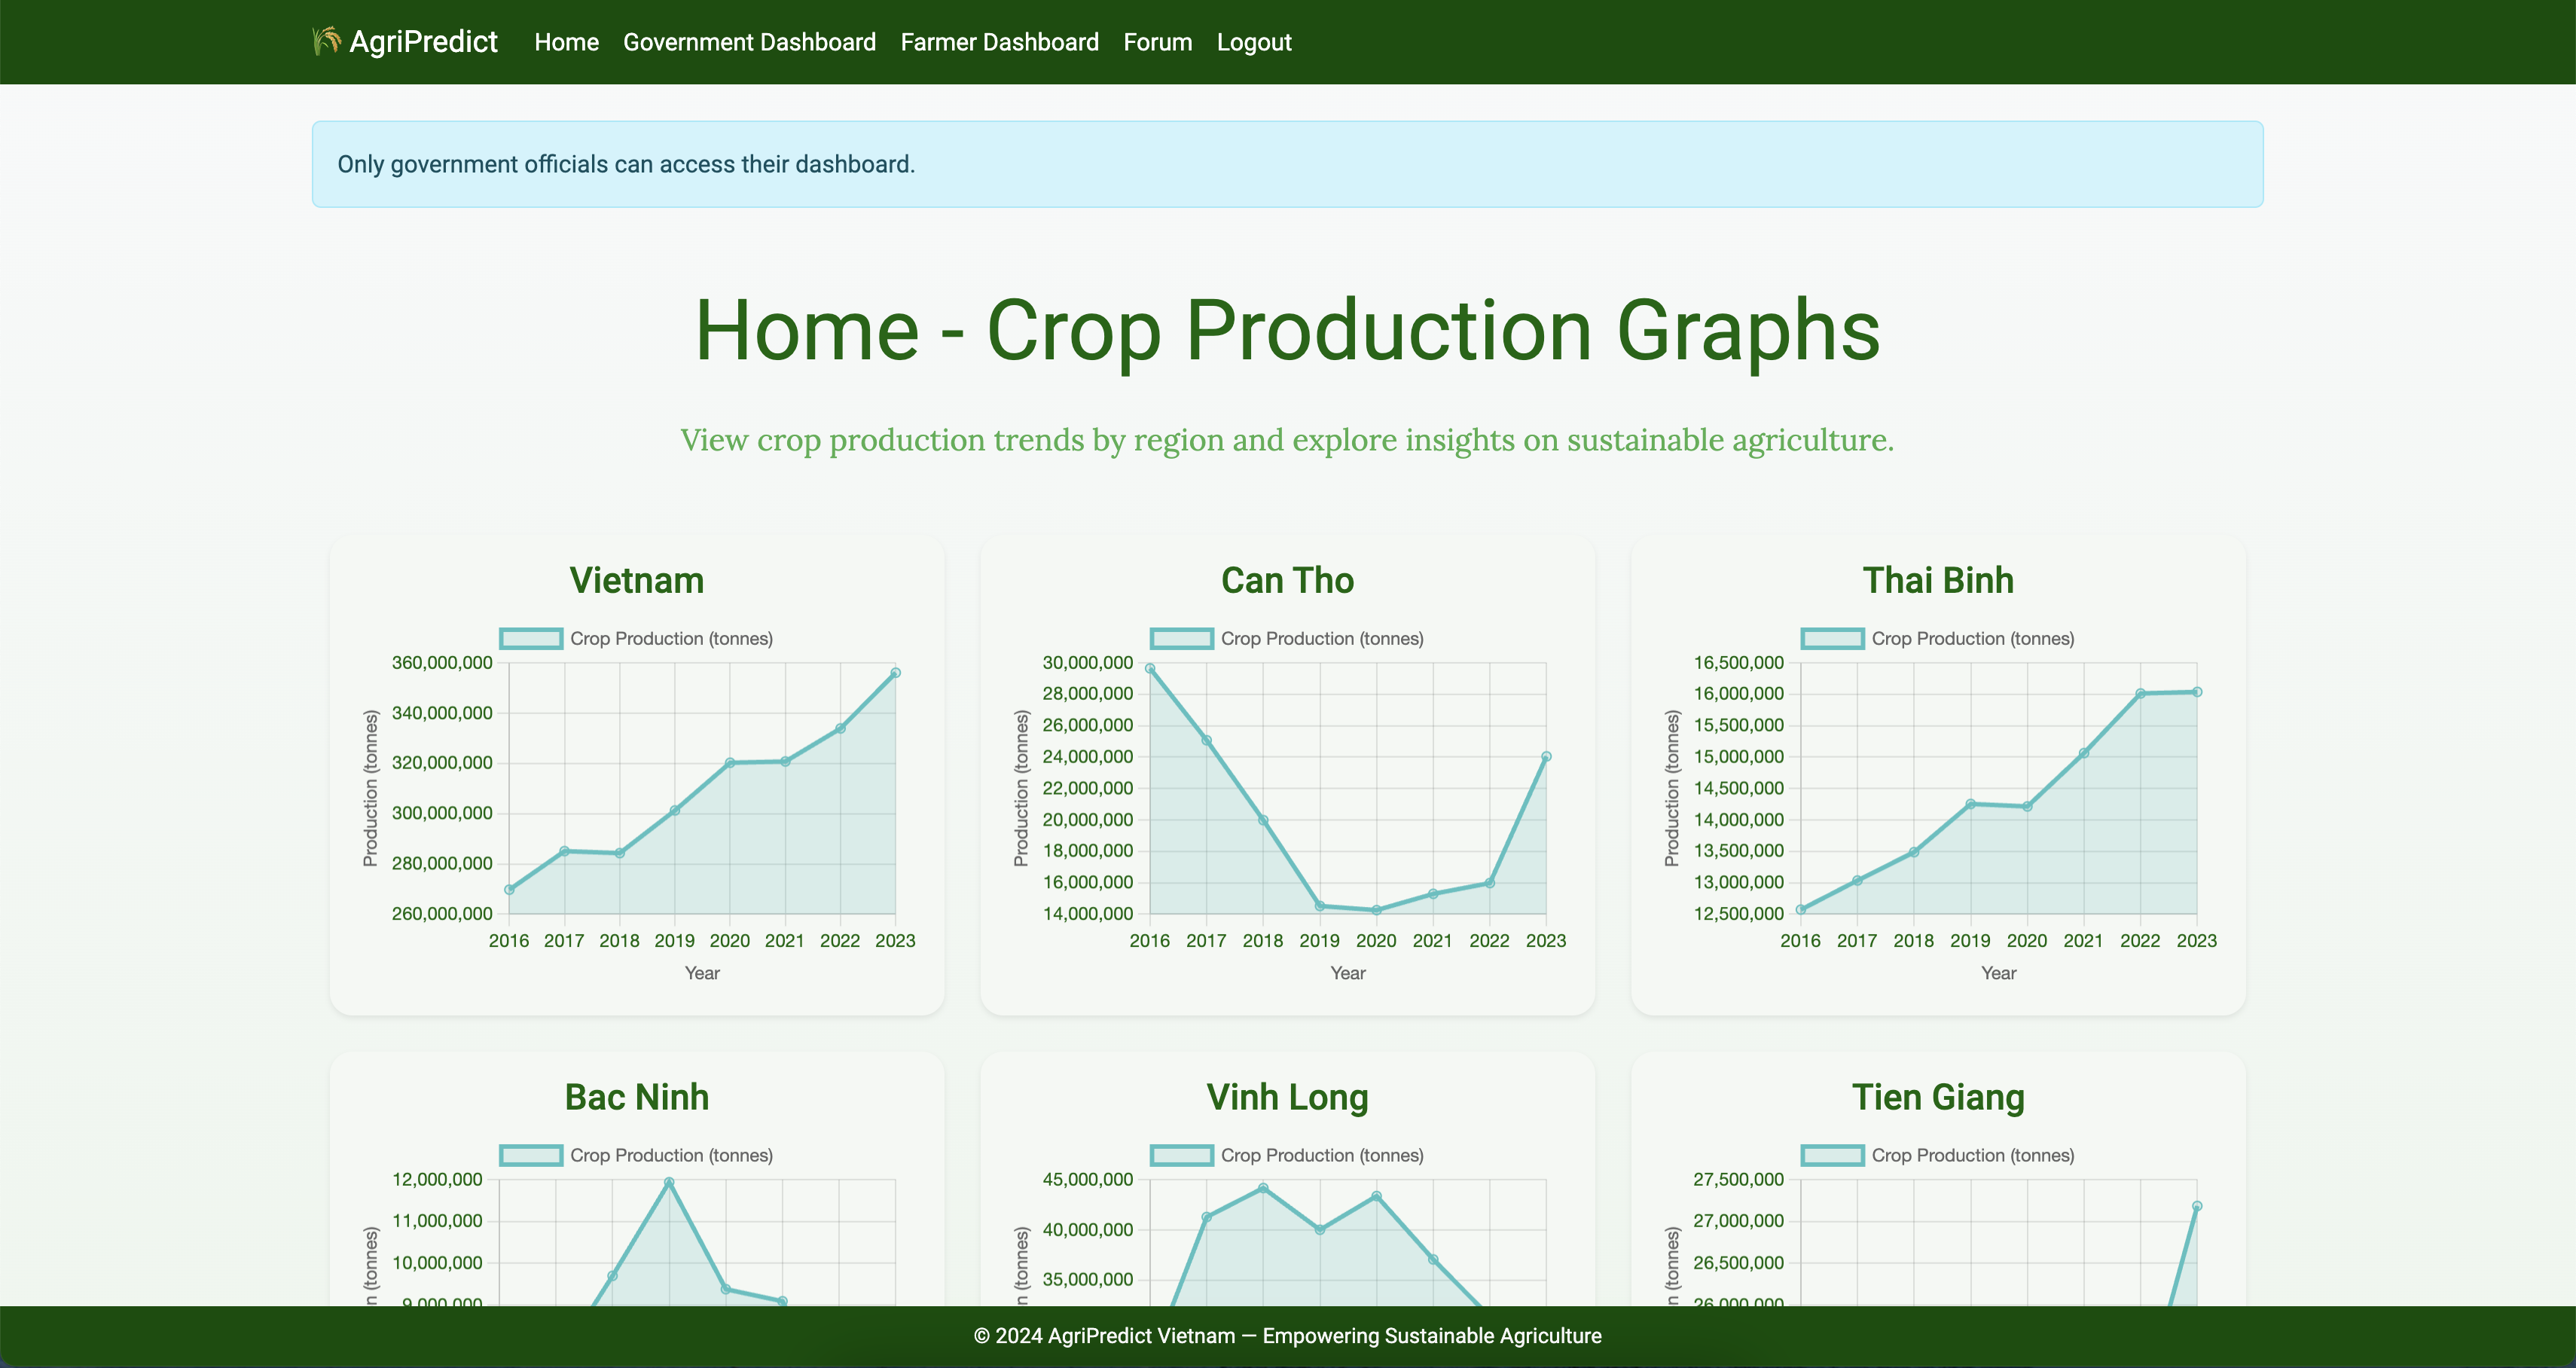 AgriPredict Home Government Dashboard Farmer Dashboard Forum Logout
Only government officials can access their dashboard.
Home - Crop Production Graphs
View crop production trends by region and explore insights on sustainable agriculture.
Vietnam
Crop Production (tonnes)
Production (tonnes)
360,000,000
340,000,000
320,000,000
300,000,000
280,000,000
260,000,000
2016 2017 2018 2019 2020 2021 2022 2023
Year
Can Tho
Crop Production (tonnes)
Production (tonnes)
30,000,000
28,000,000
26,000,000
24,000,000
22,000,000
20,000,000
18,000,000
16,000,000
14,000,000
2016 2017 2018 2019 2020 2021 2022 2023
Year
Thai Binh
Crop Production (tonnes)
Production (tonnes)
16,500,000
16,000,000
15,500,000
15,000,000
14,500,000
14,000,000
13,500,000
13,000,000
12,500,000
2016 2017 2018 2019 2020 2021 2022 2023
Year
Bac Ninh
Crop Production (tonnes)
n (tonnes)
12,000,000
11,000,000
10,000,000
9,000,000
Vinh Long
Crop Production (tonnes)
n (tonnes)
45,000,000
40,000,000
35,000,000
Tien Giang
Crop Production (tonnes)
n (tonnes)
27,500,000
27,000,000
26,500,000
26,000,000
© 2024 AgriPredict Vietnam — Empowering Sustainable Agriculture